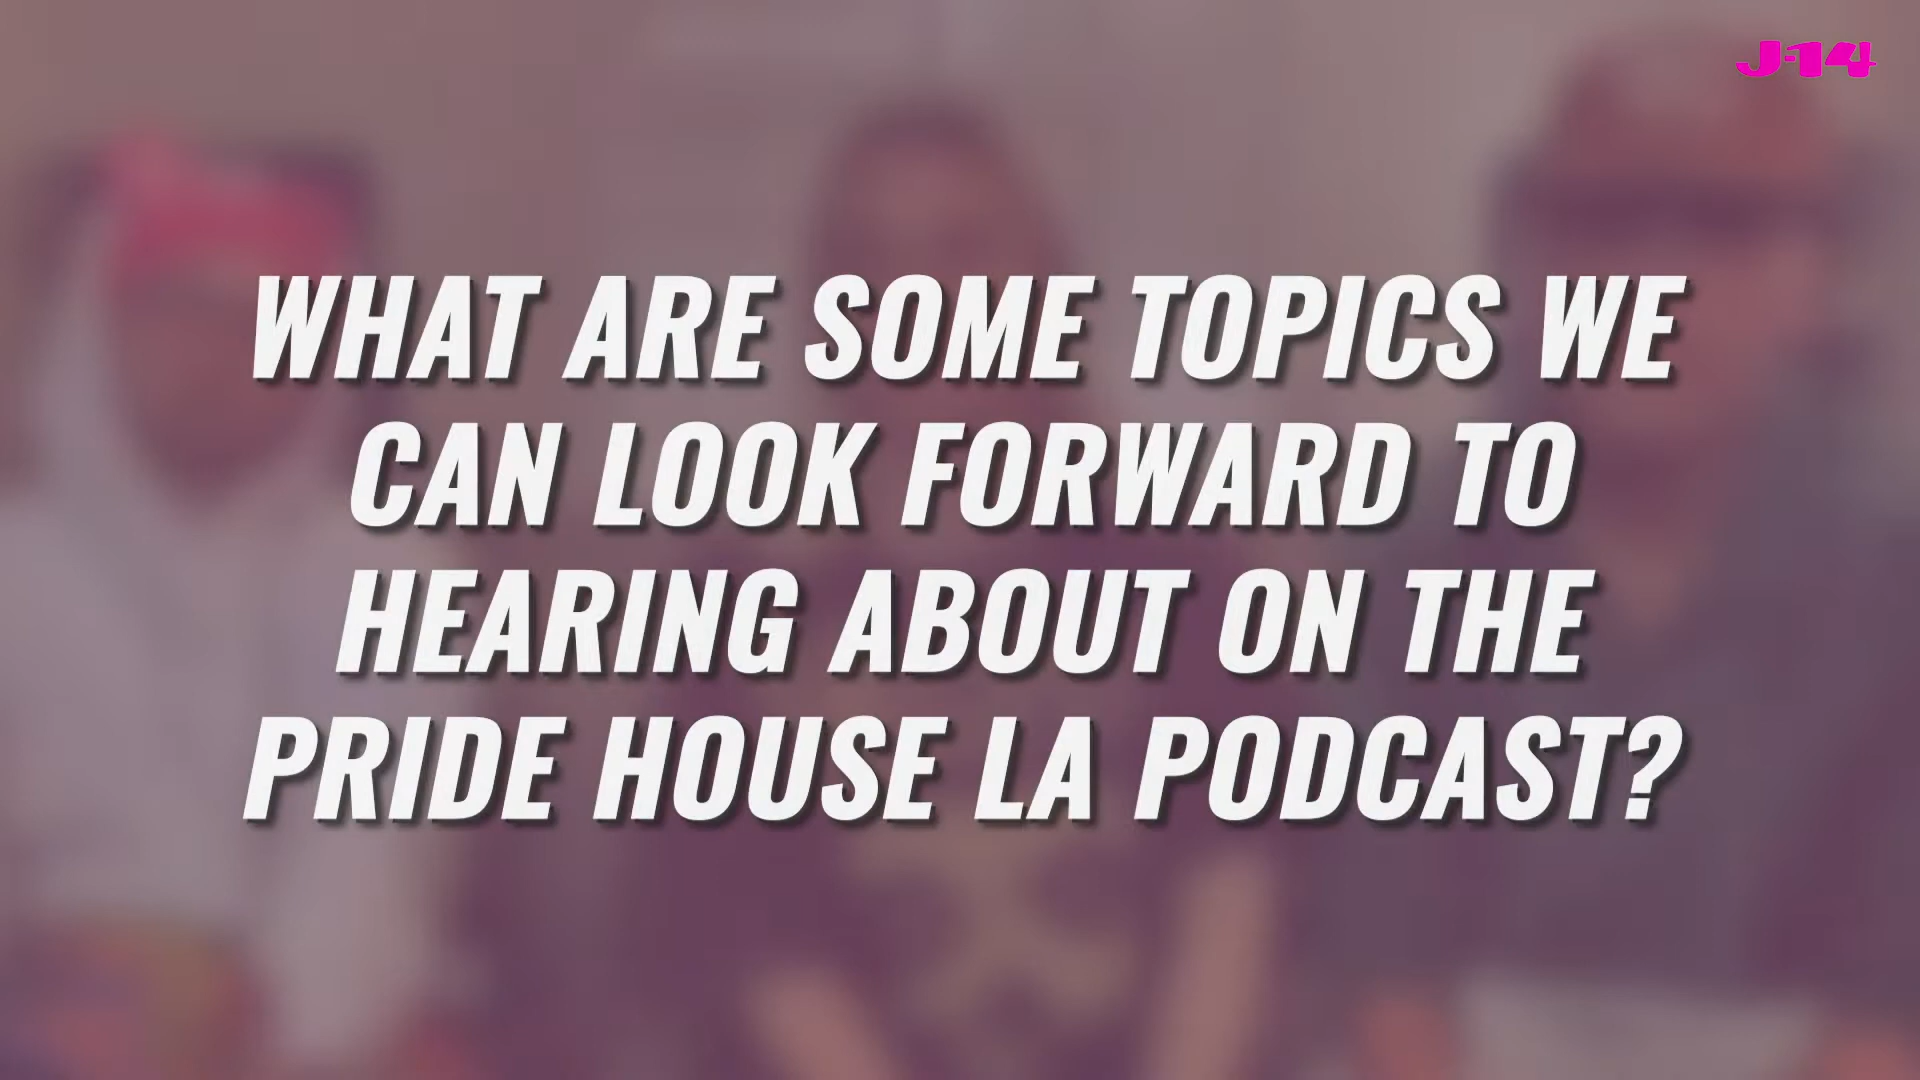 J-14
WHAT ARE SOME TOPICS WE
CAN LOOK FORWARD TO
HEARING ABOUT ON THE
PRIDE HOUSE LA PODCAST?